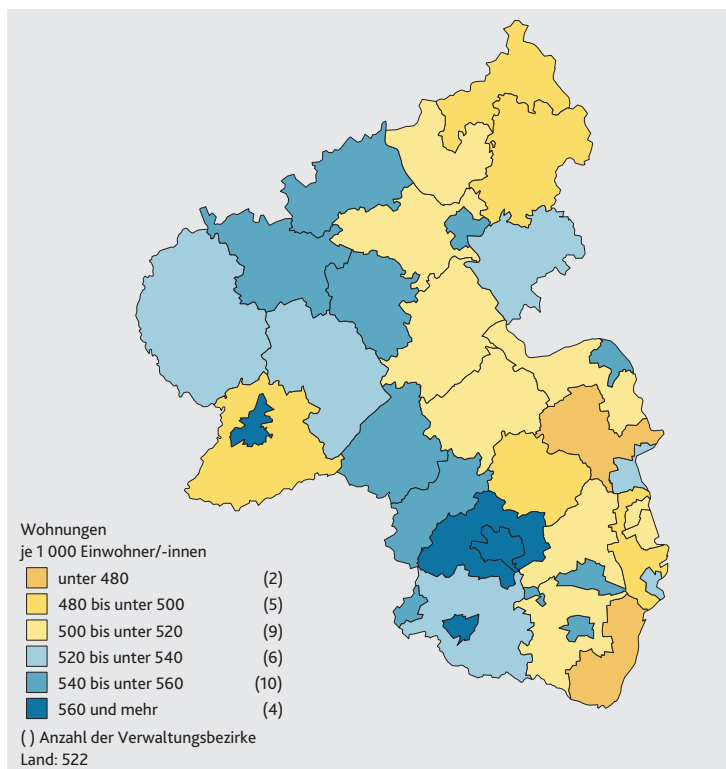 Wohnungen
je 1 000 Einwohner/-innen
unter 480 (2)
480 bis unter 500 (5)
500 bis unter 520 (9)
520 bis unter 540 (6)
540 bis unter 560 (10)
560 und mehr (4)
( ) Anzahl der Verwaltungsbezirke
Land: 522